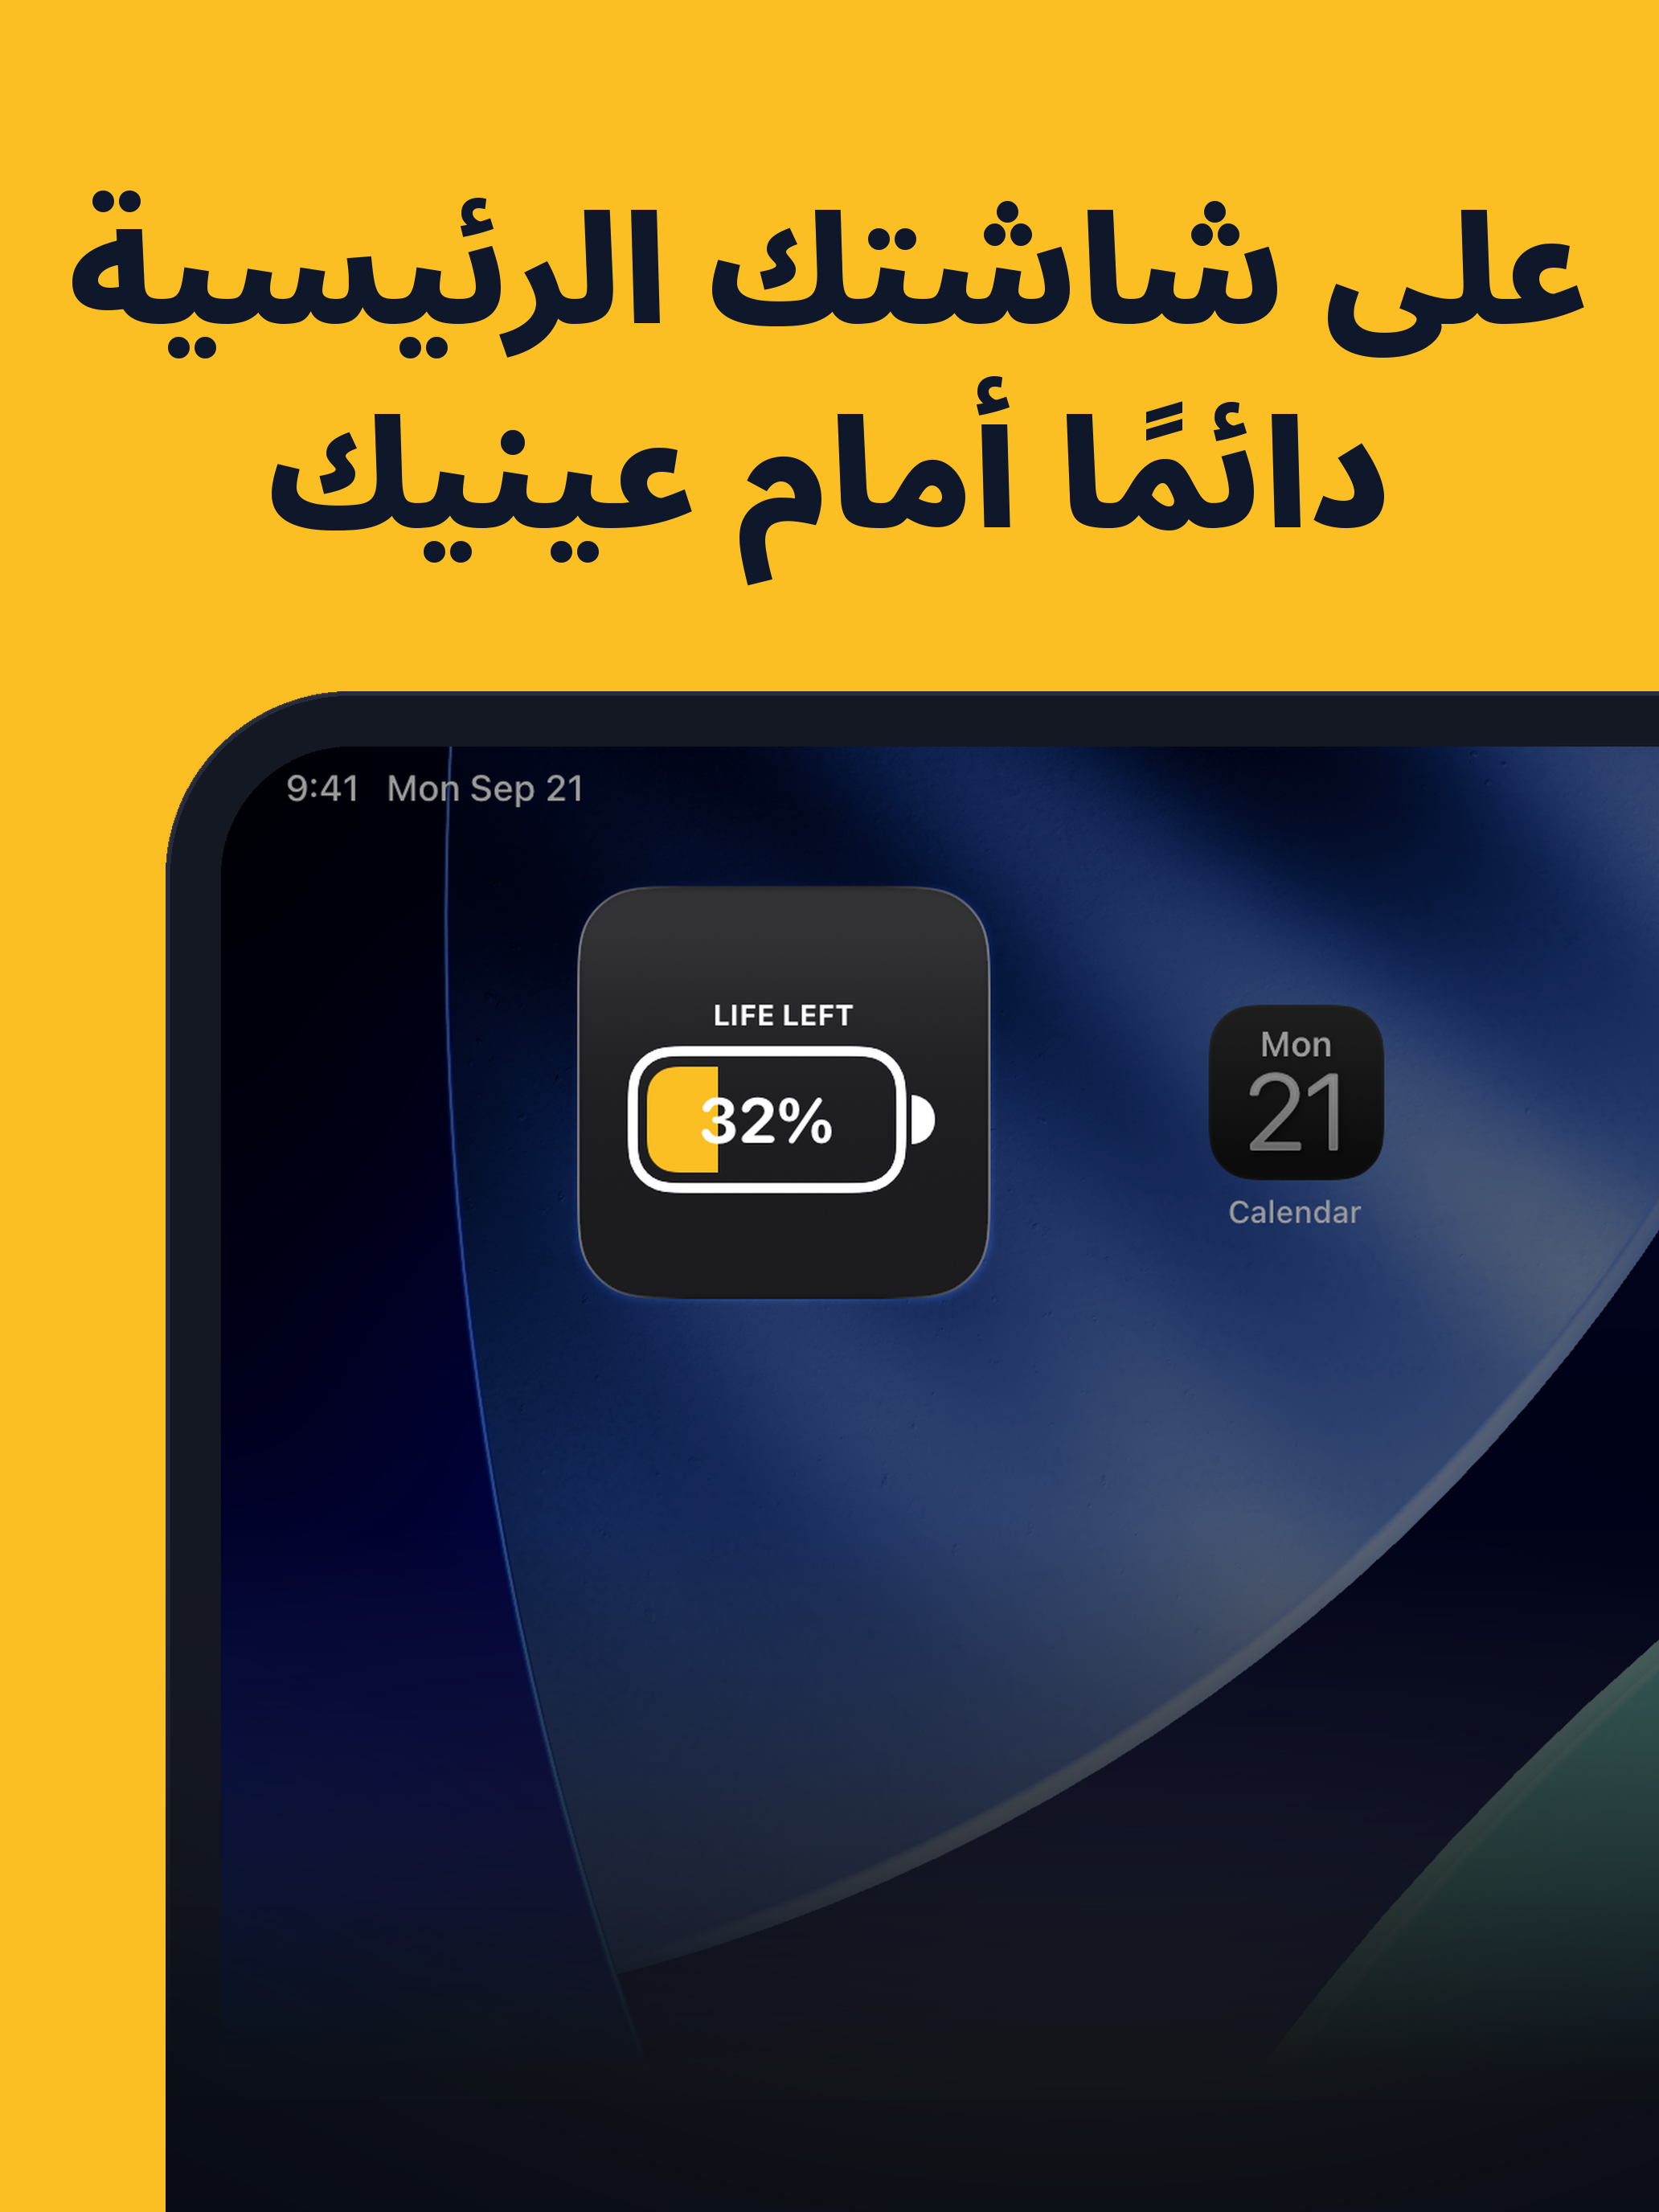 على شاشتك الرئيسية
دائمًا أمام عينيك
9:41 Mon Sep 21
LIFE LEFT
32%
Mon
21
Calendar